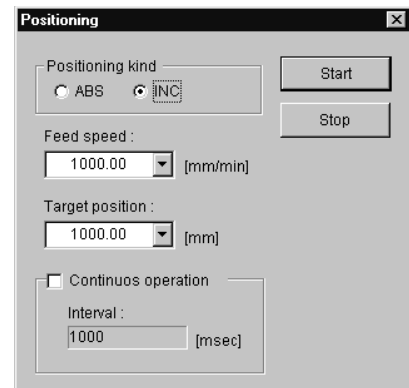 Positioning
Positioning kind
ABS INC
Start
Stop
Feed speed :
1000.00 [mm/min]
Target position :
1000.00 [mm]
Continuos operation
Interval :
1000 [msec]